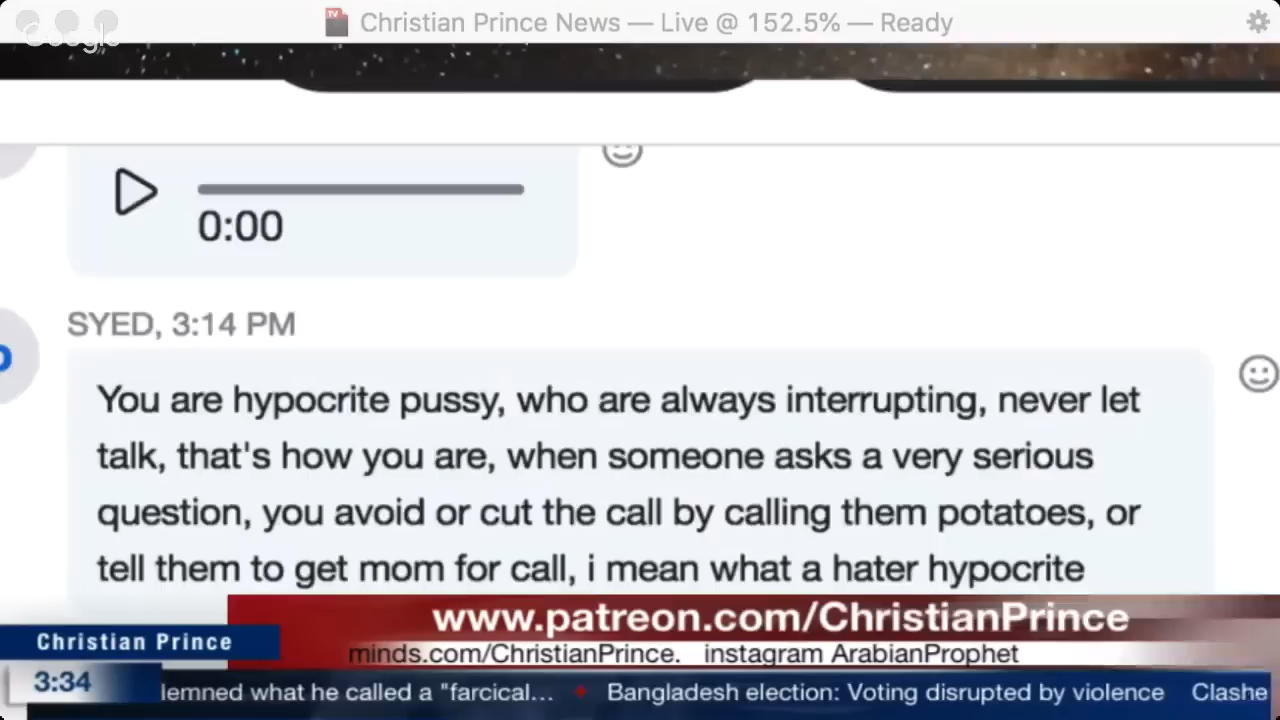 Christian Prince News — Live @ 152.5% — Ready
Google
TV
0:00
SYED, 3:14 PM
You are hypocrite pussy, who are always interrupting, never let
talk, that's how you are, when someone asks a very serious
question, you avoid or cut the call by calling them potatoes, or
tell them to get mom for call, i mean what a hater hypocrite
www.patreon.com/ChristianPrince
Christian Prince
minds.com/ChristianPrince. instagram ArabianProphet
3:34
what he called a "farcical... Bangladesh election: Voting disrupted by violence